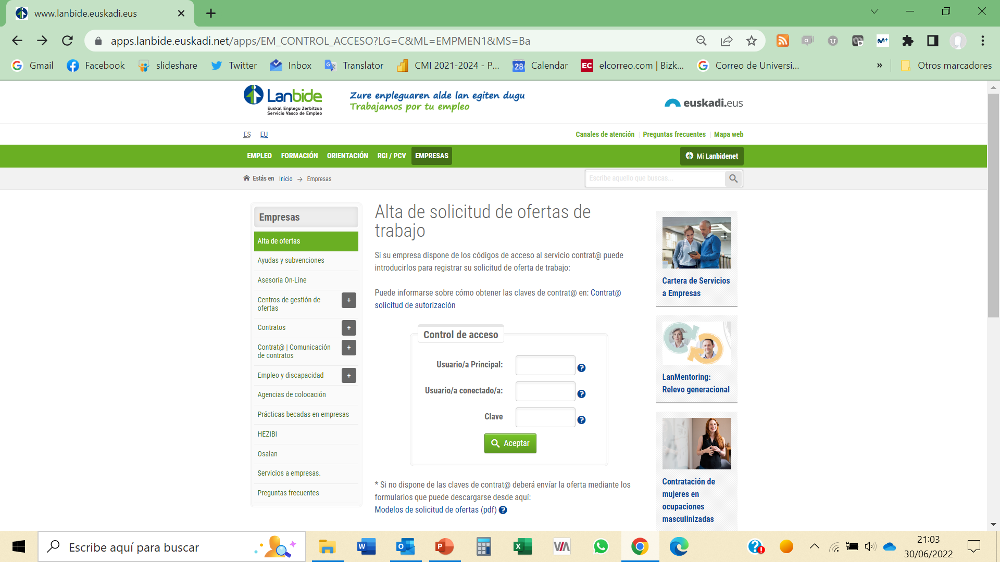 www.lanbide.euskadi.eus
apps.lanbide.euskadi.net/apps/EM_CONTROL_ACCESO?LG=C&ML=EMPMEN1&MS=Ba
Gmail
Facebook
slideshare
Twitter
Inbox
Translator
CMI 2021-2024 - P...
28
Calendar
EC
elcorreo.com | Bizk...
Correo de Universi...
»
Otros marcadores
Lanbide
Euskal Enplegu Zerbitzua
Servicio Vasco de Empleo
Zure enpleguaren alde lan egiten dugu
Trabajamos por tu empleo
euskadi.eus
ES EU
Canales de atención | Preguntas frecuentes | Mapa web
EMPLEO FORMACIÓN ORIENTACIÓN RGI / PCV EMPRESAS
Mi Lanbidenet
Estás en Inicio → Empresas
Escribe aquello que buscas...
Empresas
Alta de ofertas
Ayudas y subvenciones
Asesoría On-Line
Centros de gestión de
ofertas
+
Contratos
+
Contrat@ | Comunicación
de contratos
+
Empleo y discapacidad
+
Agencias de colocación
Prácticas becadas en empresas
HEZIBI
Osalan
Servicios a empresas.
Preguntas frecuentes
Alta de solicitud de ofertas de
trabajo
Si su empresa dispone de los códigos de acceso al servicio contrat@ puede
introducirlos para registrar su solicitud de oferta de trabajo:
Puede informarse sobre cómo obtener las claves de contrat@ en: Contrat@
solicitud de autorización
Control de acceso
Usuario/a Principal:
?
Usuario/a conectado/a:
?
Clave
?
Aceptar
* Si no dispone de las claves de contrat@ deberá envíar la oferta mediante los
formularios que puede descargarse desde aquí:
Modelos de solicitud de ofertas (pdf) ?
Cartera de Servicios
a Empresas
LanMentoring:
Relevo generacional
Contratación de
mujeres en
ocupaciones
masculinizadas
Escribe aquí para buscar
VIA
21:03
30/06/2022